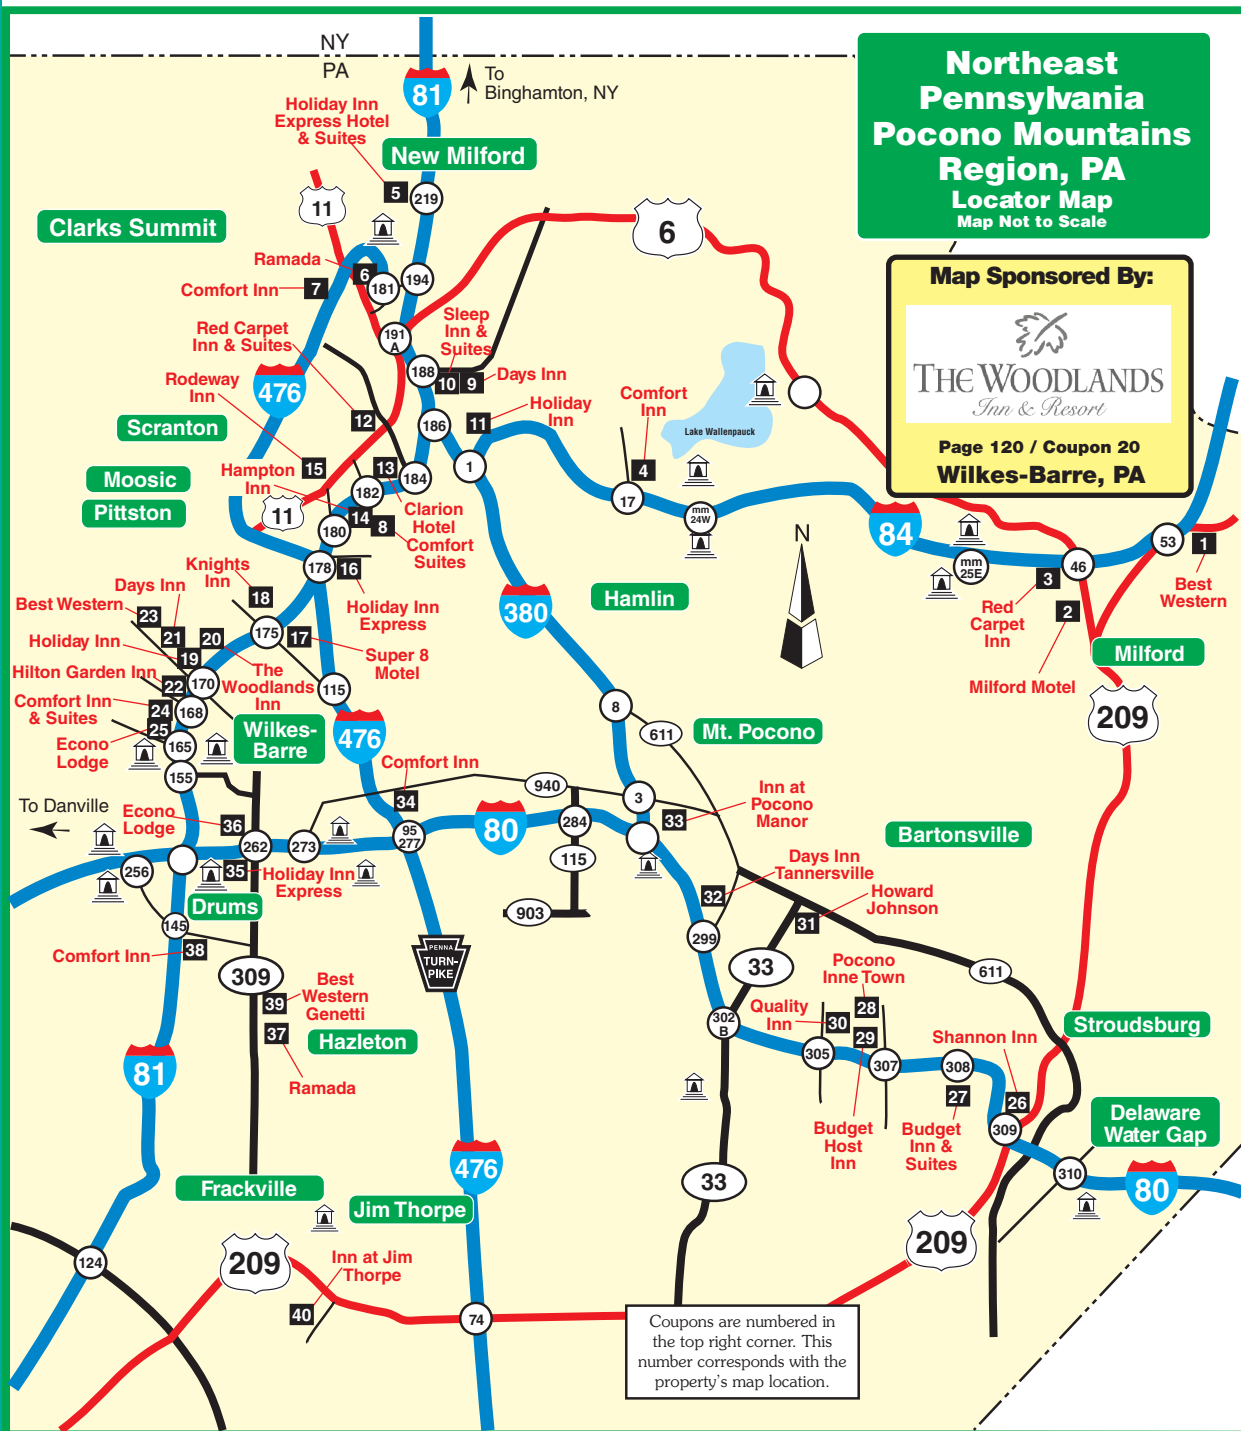 NY
PA
81
To
Binghamton, NY
Northeast
Pennsylvania
Pocono Mountains
Region, PA
Locator Map
Map Not to Scale
Holiday Inn
Express Hotel
& Suites
New Milford
5
219
11
Clarks Summit
6
Map Sponsored By:
THE WOODLANDS
Inn & Resort
Page 120 / Coupon 20
Wilkes-Barre, PA
Ramada
6
181
194
Comfort Inn
7
Red Carpet
Inn & Suites
191
A
Sleep
Inn &
Suites
188
10
9
Days Inn
476
Rodeway
Inn
12
186
11
Holiday
Inn
Comfort
Inn
Lake Wallenpauck
Scranton
Moosic
Pittston
15
Hampton
Inn
13
184
1
4
182
17
mm
24W
11
14
8
Clarion
Hotel
Comfort
Suites
180
84
N
53
1
Best
Western
178
16
mm
25E
46
3
Red
Carpet
Inn
2
Milford
Milford Motel
209
Knights
Inn
18
Holiday Inn
Express
380
Hamlin
Days Inn
Best Western
23
21
20
175
17
Super 8
Motel
Holiday Inn
19
Hilton Garden Inn
22
170
The
Woodlands
Inn
115
Comfort Inn
& Suites
24
168
25
Econo
Lodge
165
Wilkes-
Barre
476
8
611
Mt. Pocono
155
Comfort Inn
34
940
3
33
Inn at
Pocono
Manor
To Danville
Econo
Lodge
36
262
273
95
277
80
284
115
Bartonsville
256
35
Holiday Inn
Express
Drums
903
Days Inn
Tannersville
32
Howard
Johnson
31
145
Comfort Inn
38
PENNA
TURN-
PIKE
299
33
611
309
Best
Western
Genetti
39
37
Hazleton
Ramada
Pocono
Inne Town
28
Quality
Inn
30
29
302
B
305
307
308
Shannon Inn
Stroudsburg
81
27
26
309
Budget
Host
Inn
Budget
Inn &
Suites
Delaware
Water Gap
310
80
476
33
Frackville
Jim Thorpe
209
209
124
Inn at Jim
Thorpe
40
74
Coupons are numbered in
the top right corner. This
number corresponds with the
property's map location.